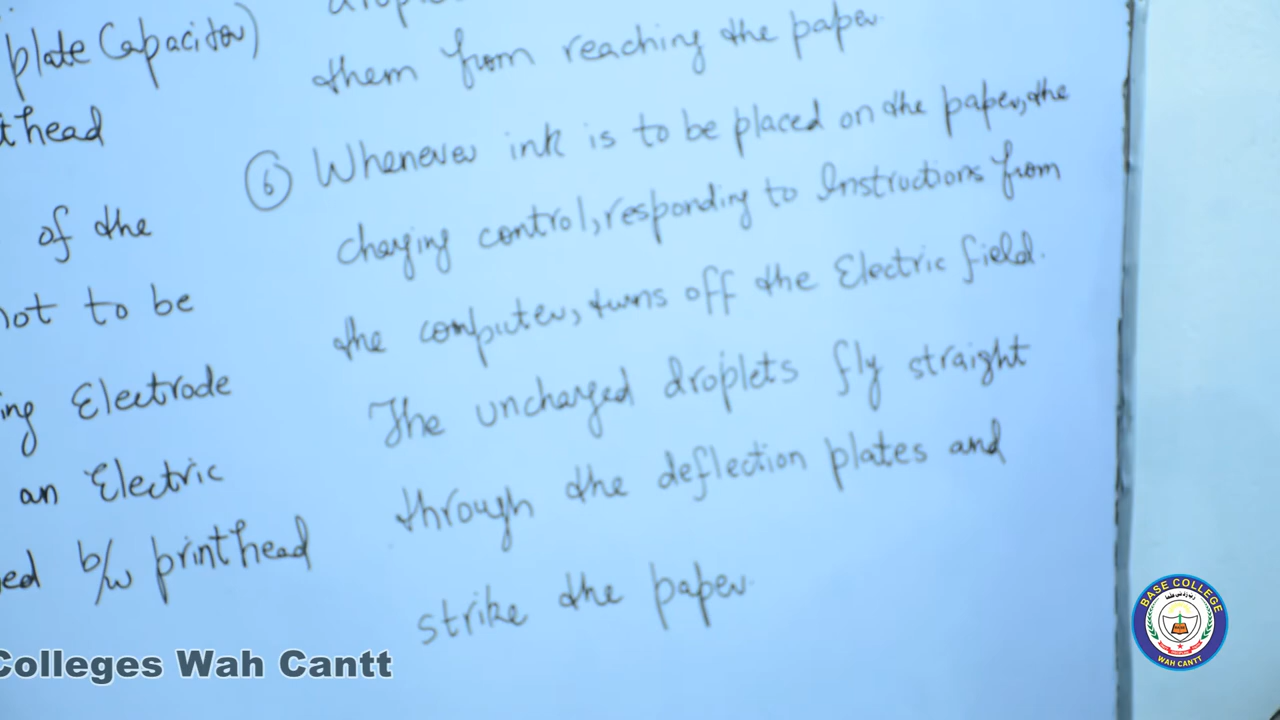 plate Capacitor)
thead
of the
not to be
ing Electrode
an Electric
ed b/w printhead
them from reaching the paper.
6 Whenever ink is to be placed on the paper, the
charging control, responding to Instructions from
the computer, turns off the Electric field.
The uncharged droplets fly straight
through the deflection plates and
strike the paper.
Colleges Wah Cantt
BASE COLLEGE
WAH CANTT